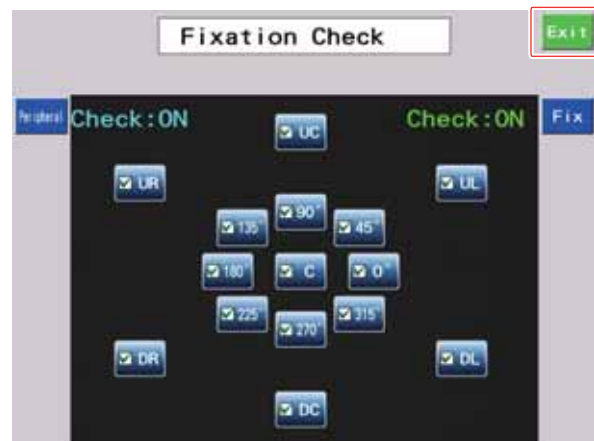 Fixation Check
Exit
Peripheral Check:ON Check:ON Fix
UC
UR UL
90°
135° 45°
180° C 0°
225° 315°
270°
DR DL
DC